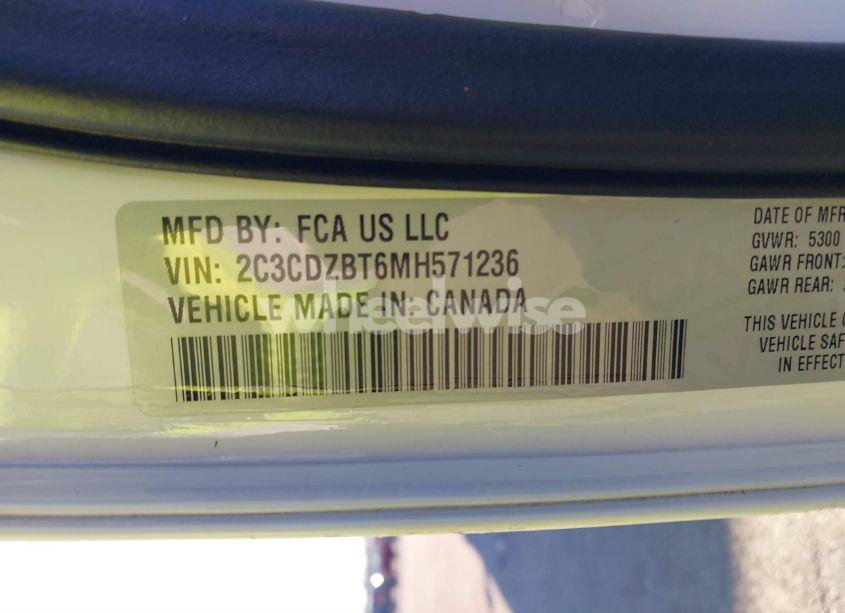 MFD BY: FCA US LLC
VIN: 2C3CDZBT6MH571236
VEHICLE MADE IN: CANADA
wheelwise
DATE OF MFR
GVWR: 5300
GAWR FRONT:
GAWR REAR:
THIS VEHICLE
VEHICLE SAF
IN EFFECT